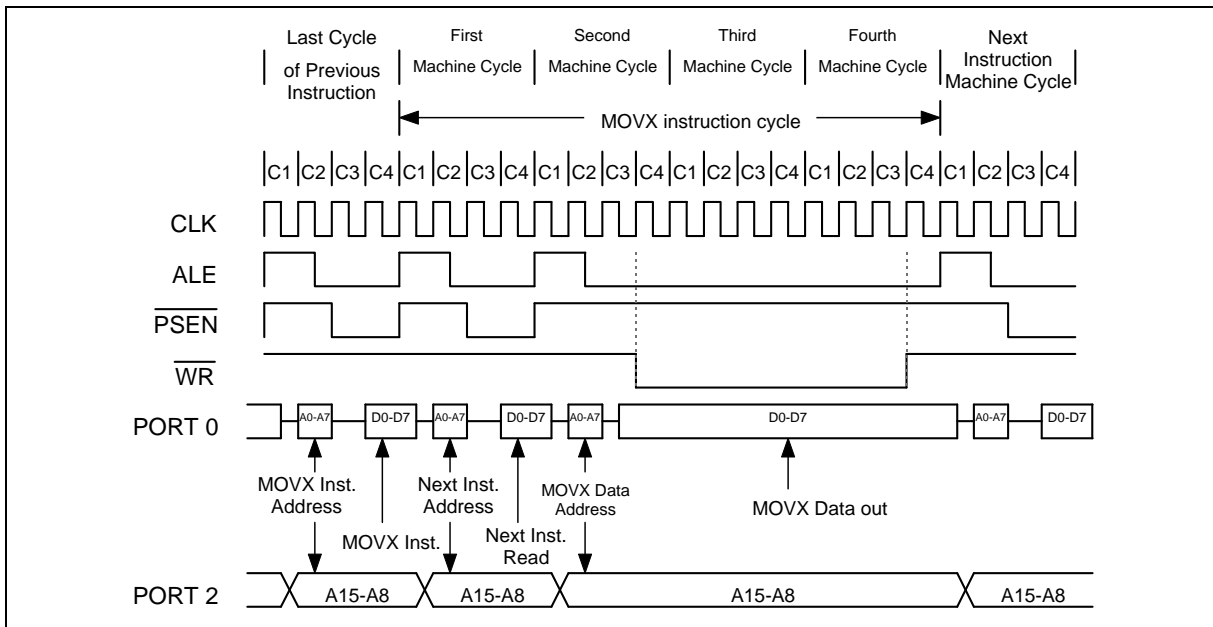 Last Cycle
of Previous
Instruction
First
Machine Cycle
Second
Machine Cycle
Third
Machine Cycle
Fourth
Machine Cycle
Next
Instruction
Machine Cycle
MOVX instruction cycle
C1 C2 C3 C4 C1 C2 C3 C4 C1 C2 C3 C4 C1 C2 C3 C4 C1 C2 C3 C4 C1 C2 C3 C4
CLK
ALE
PSEN
WR
PORT 0
A0-A7 D0-D7 A0-A7 D0-D7 A0-A7 D0-D7 A0-A7 D0-D7
MOVX Inst.
Address
MOVX Inst.
Next Inst.
Address
Next Inst.
Read
MOVX Data
Address
MOVX Data out
PORT 2
A15-A8 A15-A8 A15-A8 A15-A8